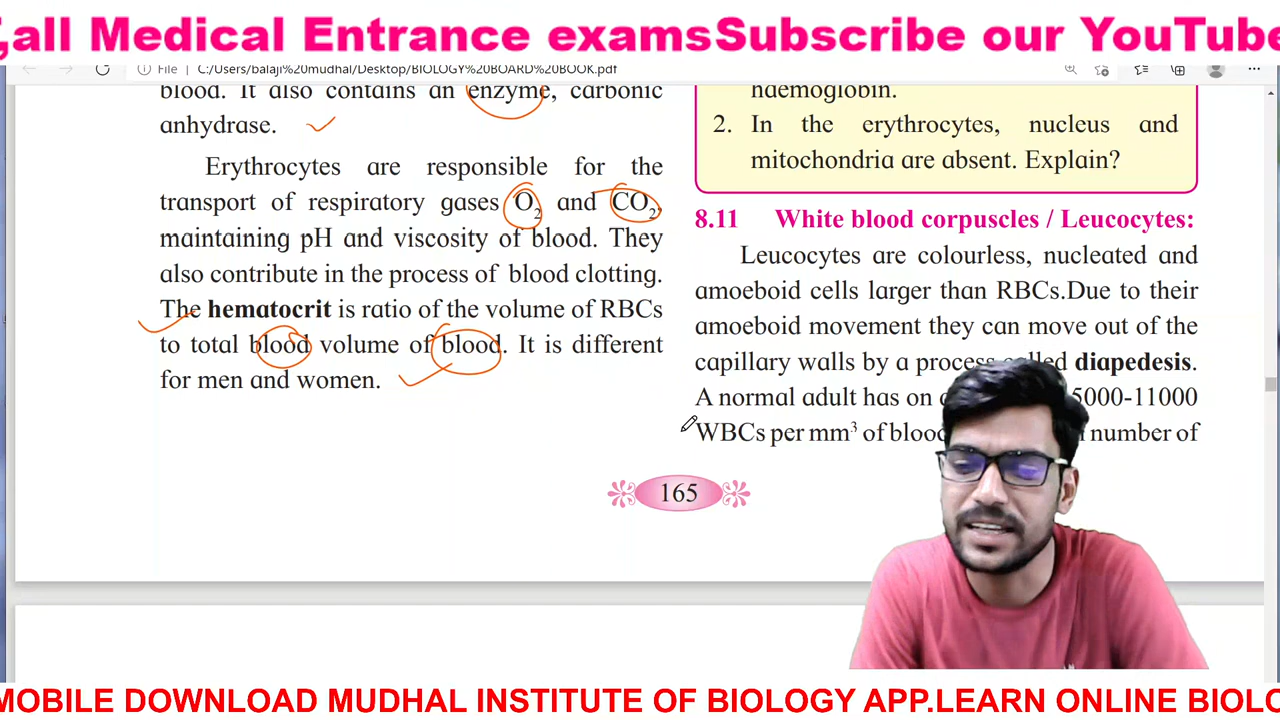 ,all Medical Entrance examsSubscribe our YouTube
File | C:/Users/balaji%20mudhal/Desktop/BIOLOGY%20BOARD%20BOOK.pdf
blood. It also contains an enzyme, carbonic
anhydrase.
Erythrocytes are responsible for the
transport of respiratory gases O₂ and CO₂,
maintaining pH and viscosity of blood. They
also contribute in the process of blood clotting.
The hematocrit is ratio of the volume of RBCs
to total blood volume of blood. It is different
for men and women.
haemoglobin.
2. In the erythrocytes, nucleus and
mitochondria are absent. Explain?
8.11 White blood corpuscles / Leucocytes:
Leucocytes are colourless, nucleated and
amoeboid cells larger than RBCs.Due to their
amoeboid movement they can move out of the
capillary walls by a process called diapedesis.
A normal adult has on 5000-11000
WBCs per mm³ of blood number of
165
MOBILE DOWNLOAD MUDHAL INSTITUTE OF BIOLOGY APP.LEARN ONLINE BIOLO